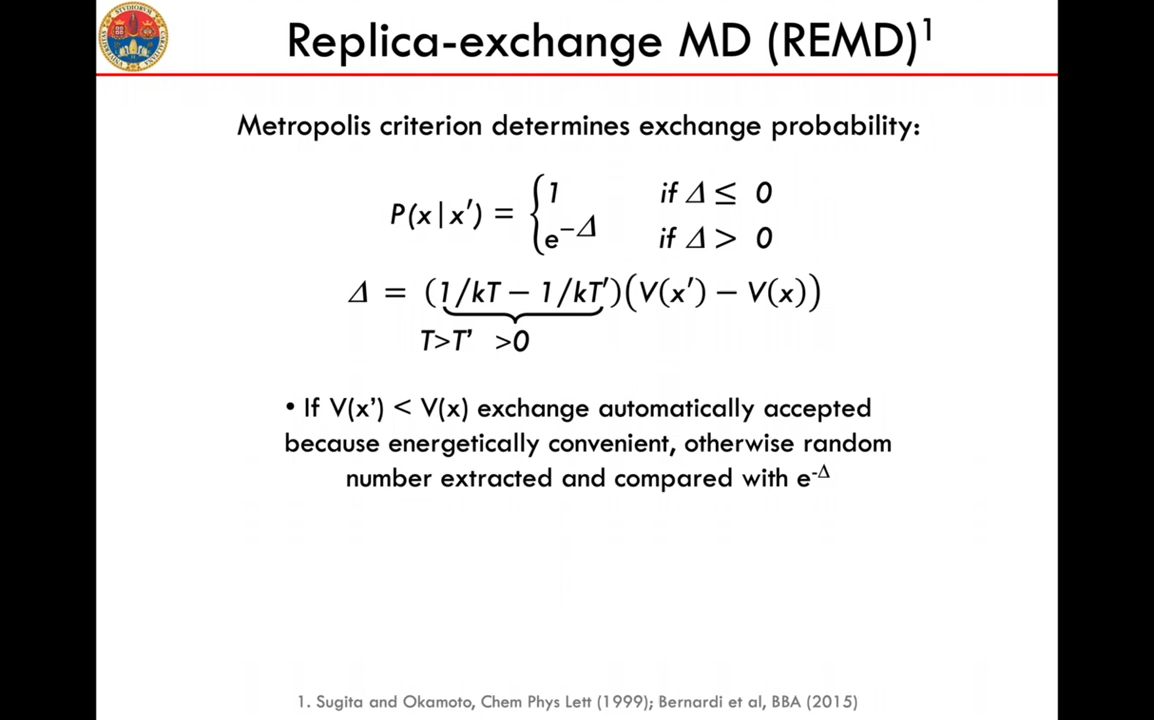 Replica-exchange MD (REMD)¹
Metropolis criterion determines exchange probability:
P(x|x′) = { 1 if Δ ≤ 0
e^−Δ if Δ > 0
Δ = (1/kT − 1/kT′)(V(x′) − V(x))
T>T’ >0
• If V(x’) < V(x) exchange automatically accepted
because energetically convenient, otherwise random
number extracted and compared with e^-Δ
1. Sugita and Okamoto, Chem Phys Lett (1999); Bernardi et al, BBA (2015)